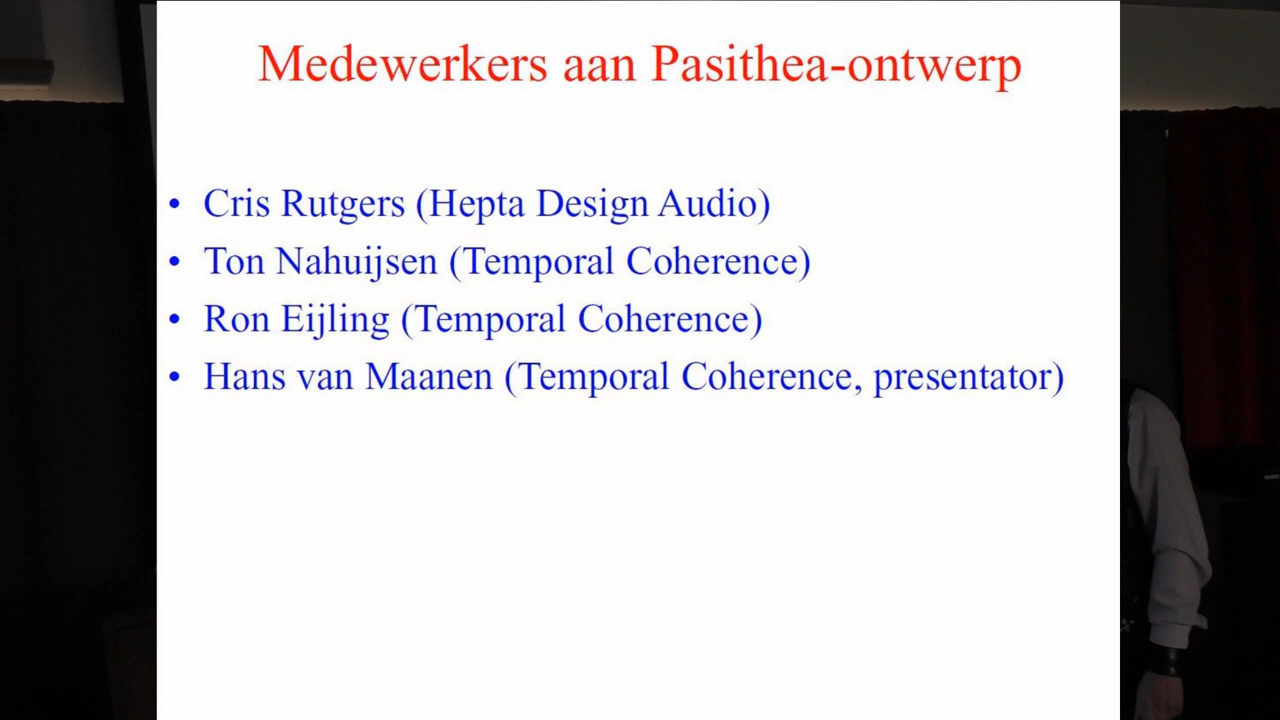 Medewerkers aan Pasithea-ontwerp
• Cris Rutgers (Hepta Design Audio)
• Ton Nahuijsen (Temporal Coherence)
• Ron Eijling (Temporal Coherence)
• Hans van Maanen (Temporal Coherence, presentator)